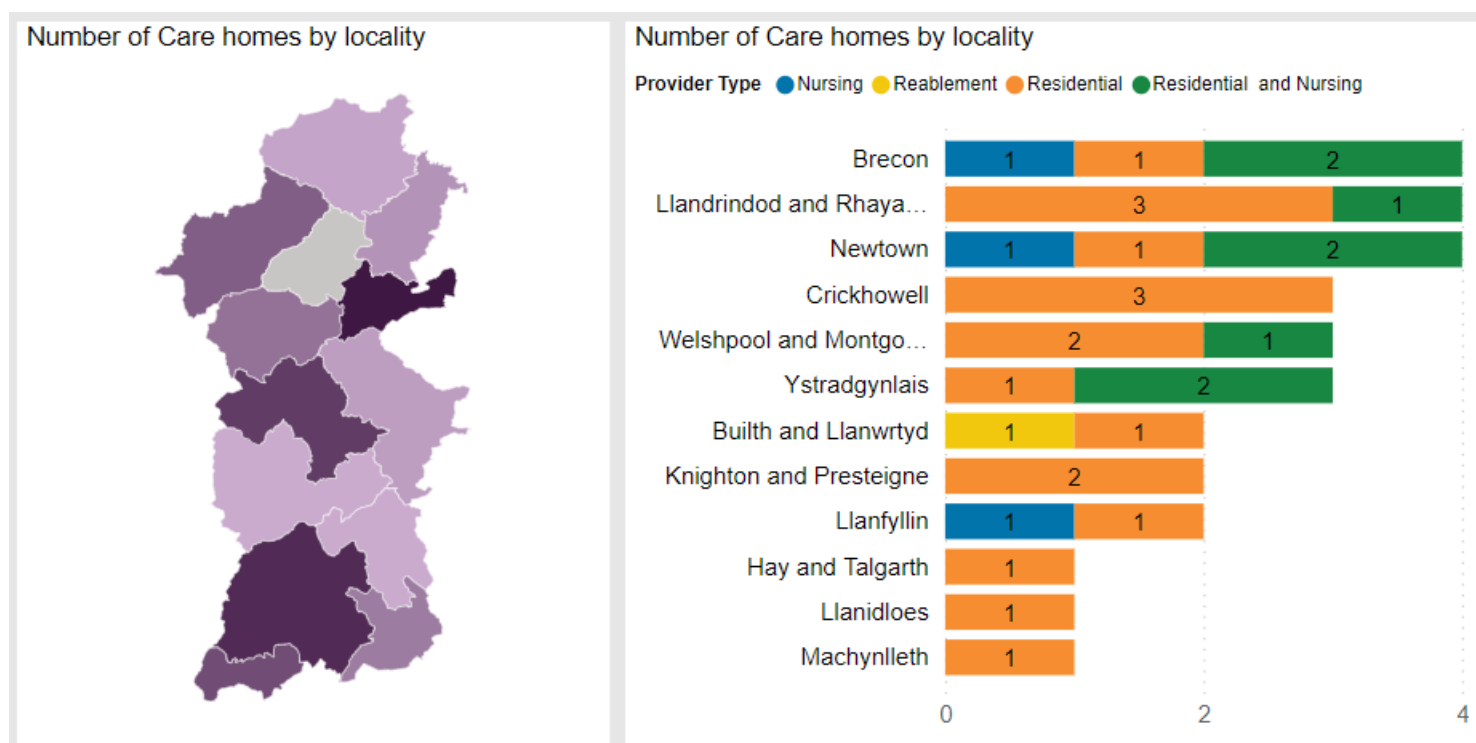 Number of Care homes by locality
Number of Care homes by locality
Provider Type Nursing Reablement Residential Residential and Nursing
Brecon 1 1 2
Llandrindod and Rhaya... 3 1
Newtown 1 1 2
Crickhowell 3
Welshpool and Montgo... 2 1
Ystradgynlais 1 2
Builth and Llanwrtyd 1 1
Knighton and Presteigne 2
Llanfyllin 1 1
Hay and Talgarth 1
Llanidloes 1
Machynlleth 1
0 2 4